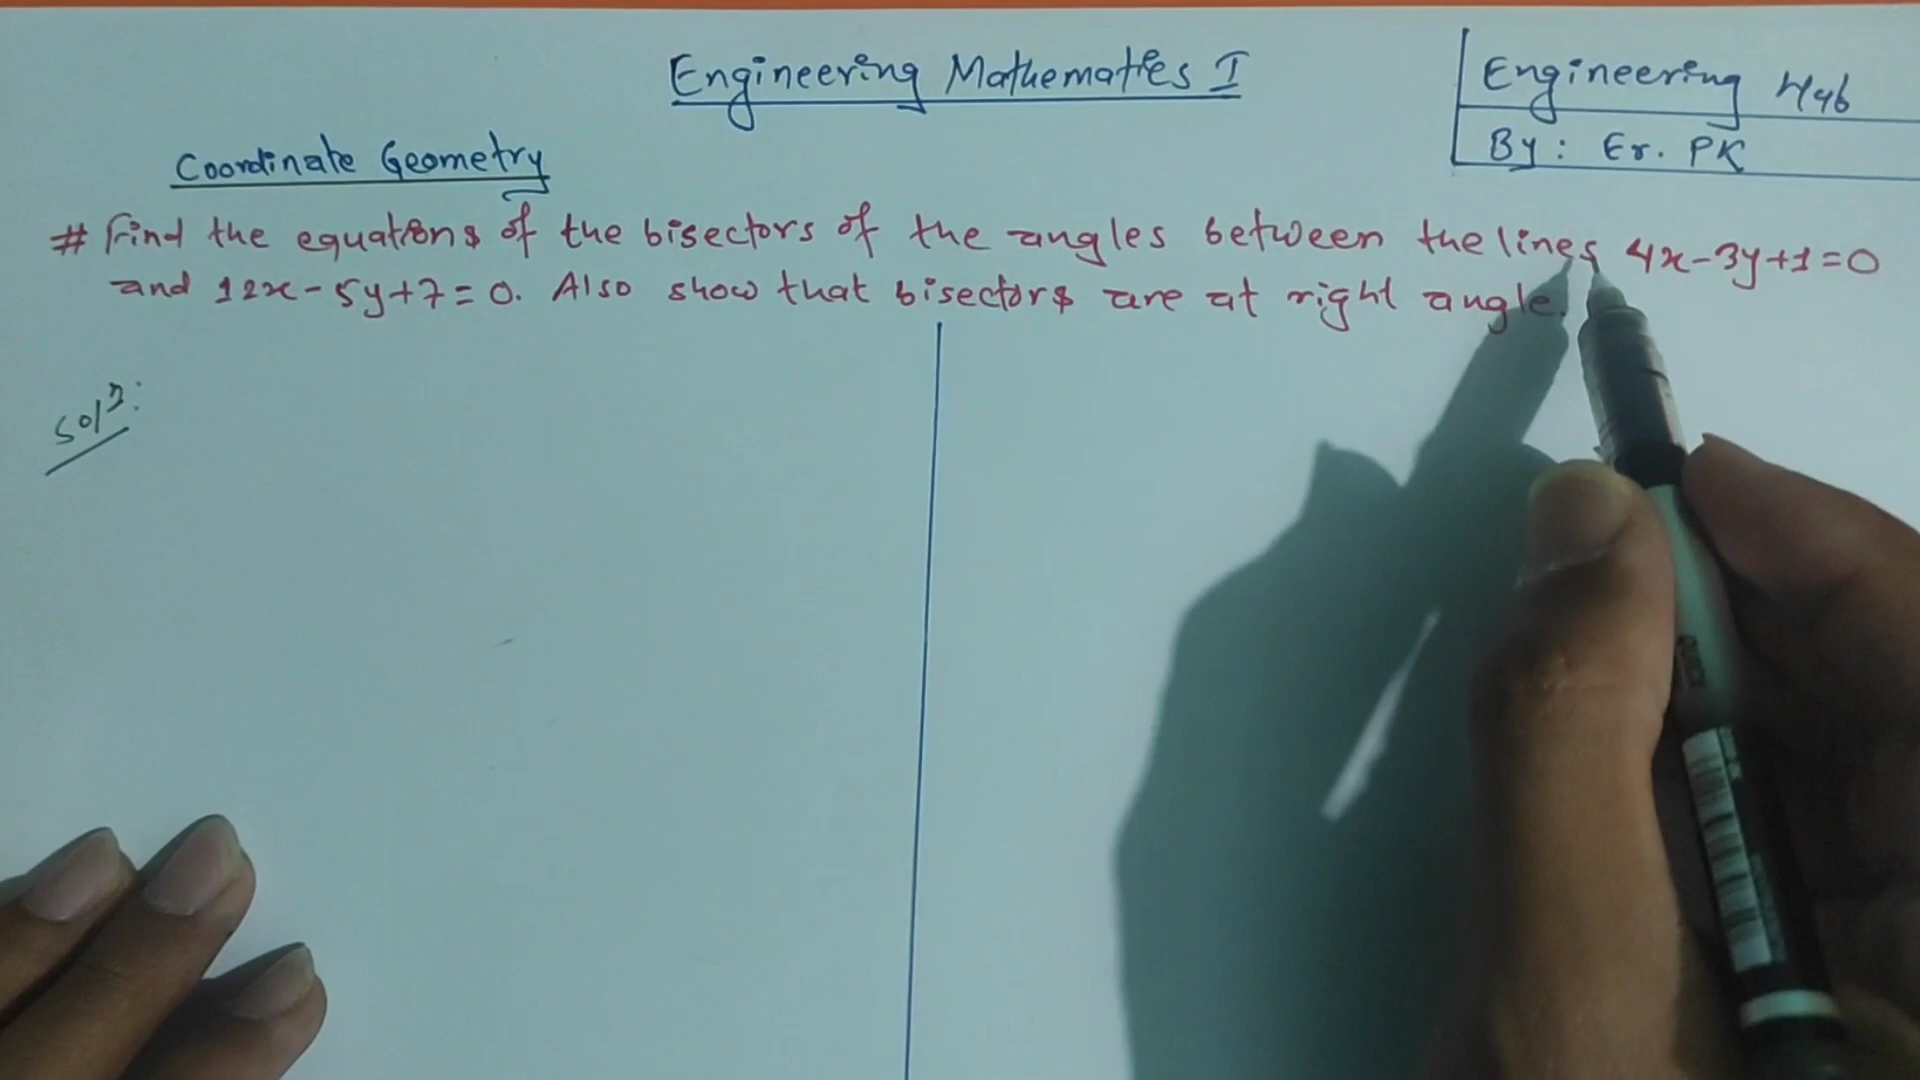 Engineering Mathematics I
Engineering Hub
By: Er. PK
Coordinate Geometry
# Find the equations of the bisectors of the angles between the lines 4x-3y+1=0
and 12x-5y+7=0. Also show that bisectors are at right angle.
Solⁿ: